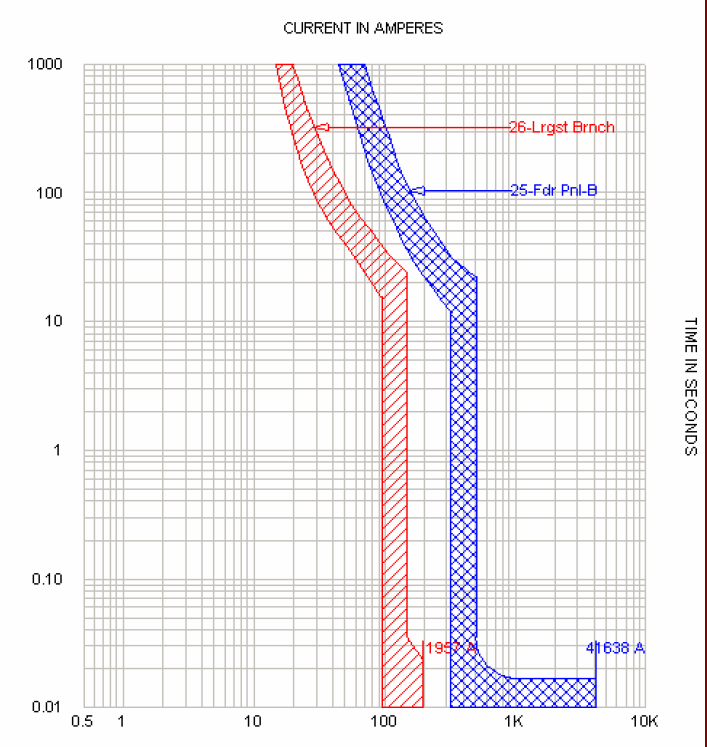 CURRENT IN AMPERES
1000
26-Lrgst Brnch
100
25-Fdr Pnl-B
10
TIME IN SECONDS
1
0.10
1957 A
41638 A
0.01
0.5 1 10 100 1K 10K